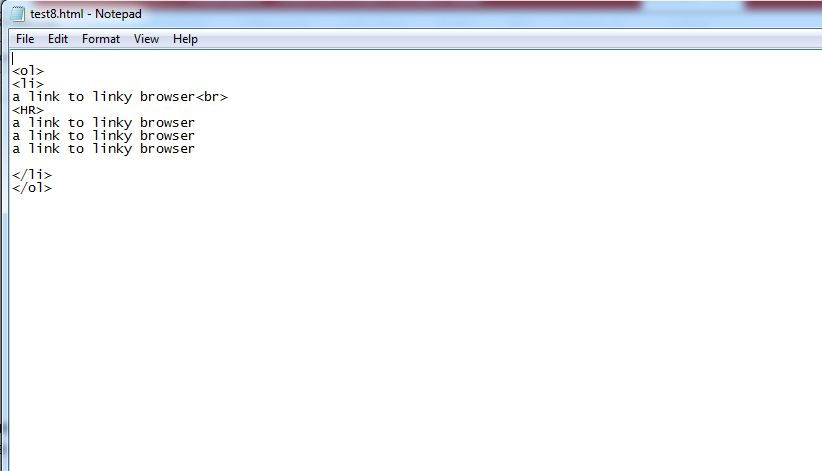 test8.html - Notepad
File Edit Format View Help
<ol>
<li>
a link to linky browser<br>
<HR>
a link to linky browser
a link to linky browser
a link to linky browser
</li>
</ol>